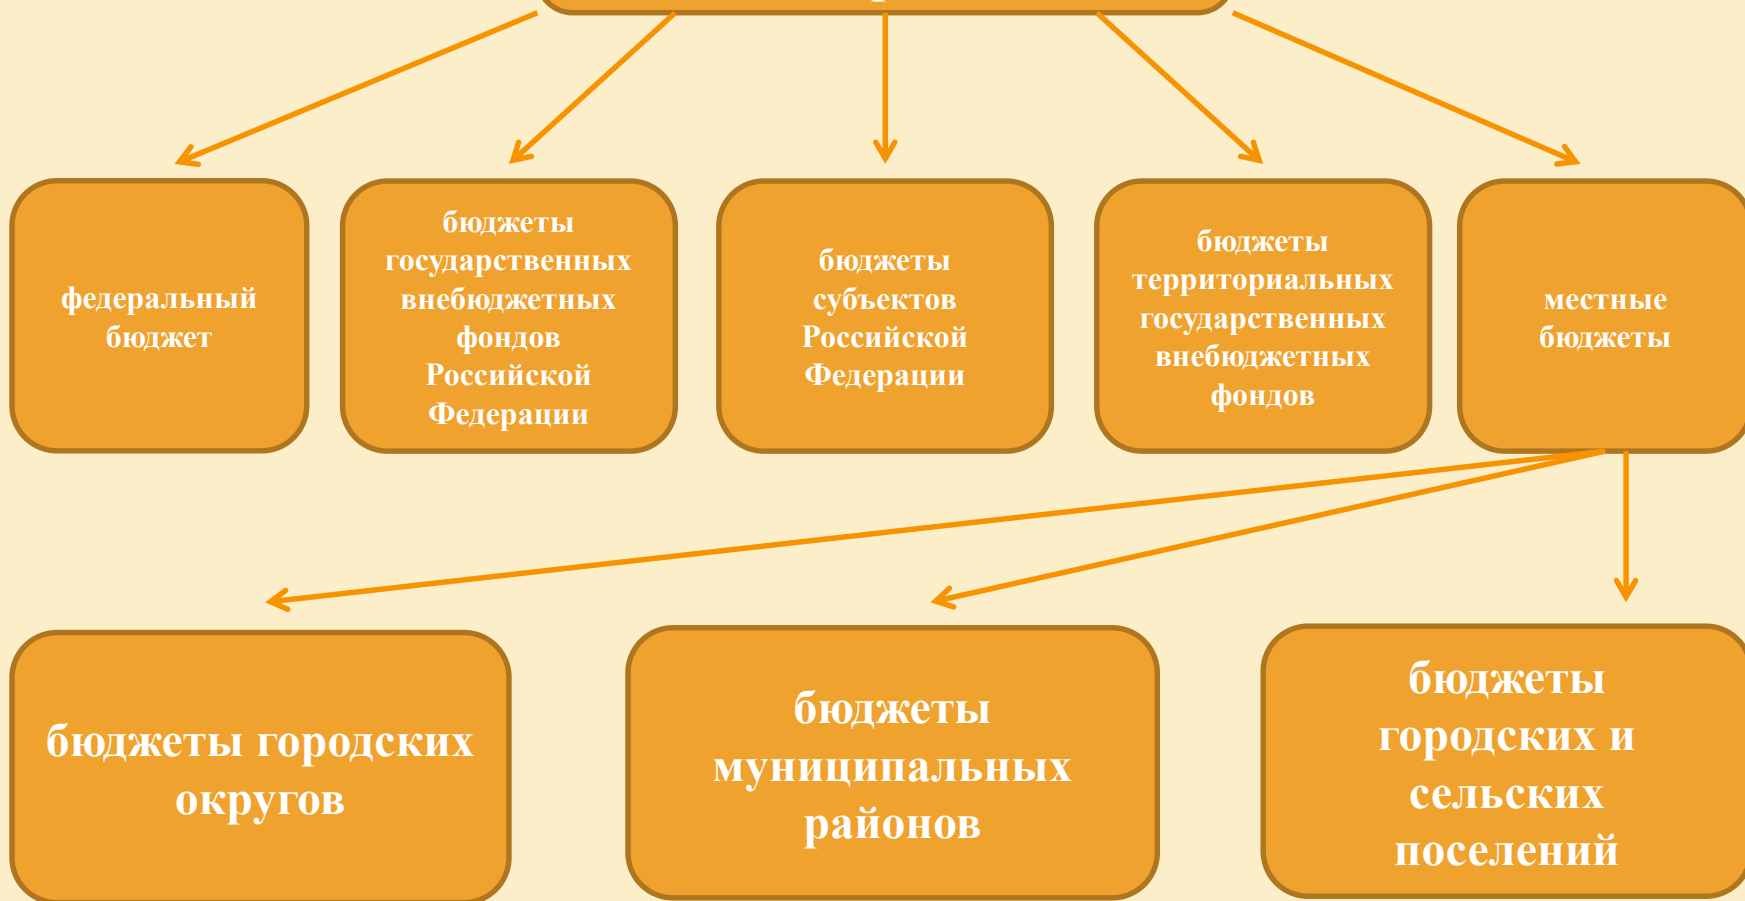 федеральный
бюджет
бюджеты
государственных
внебюджетных
фондов
Российской
Федерации
бюджеты
субъектов
Российской
Федерации
бюджеты
территориальных
государственных
внебюджетных
фондов
местные
бюджеты
бюджеты городских
округов
бюджеты
муниципальных
районов
бюджеты
городских и
сельских
поселений